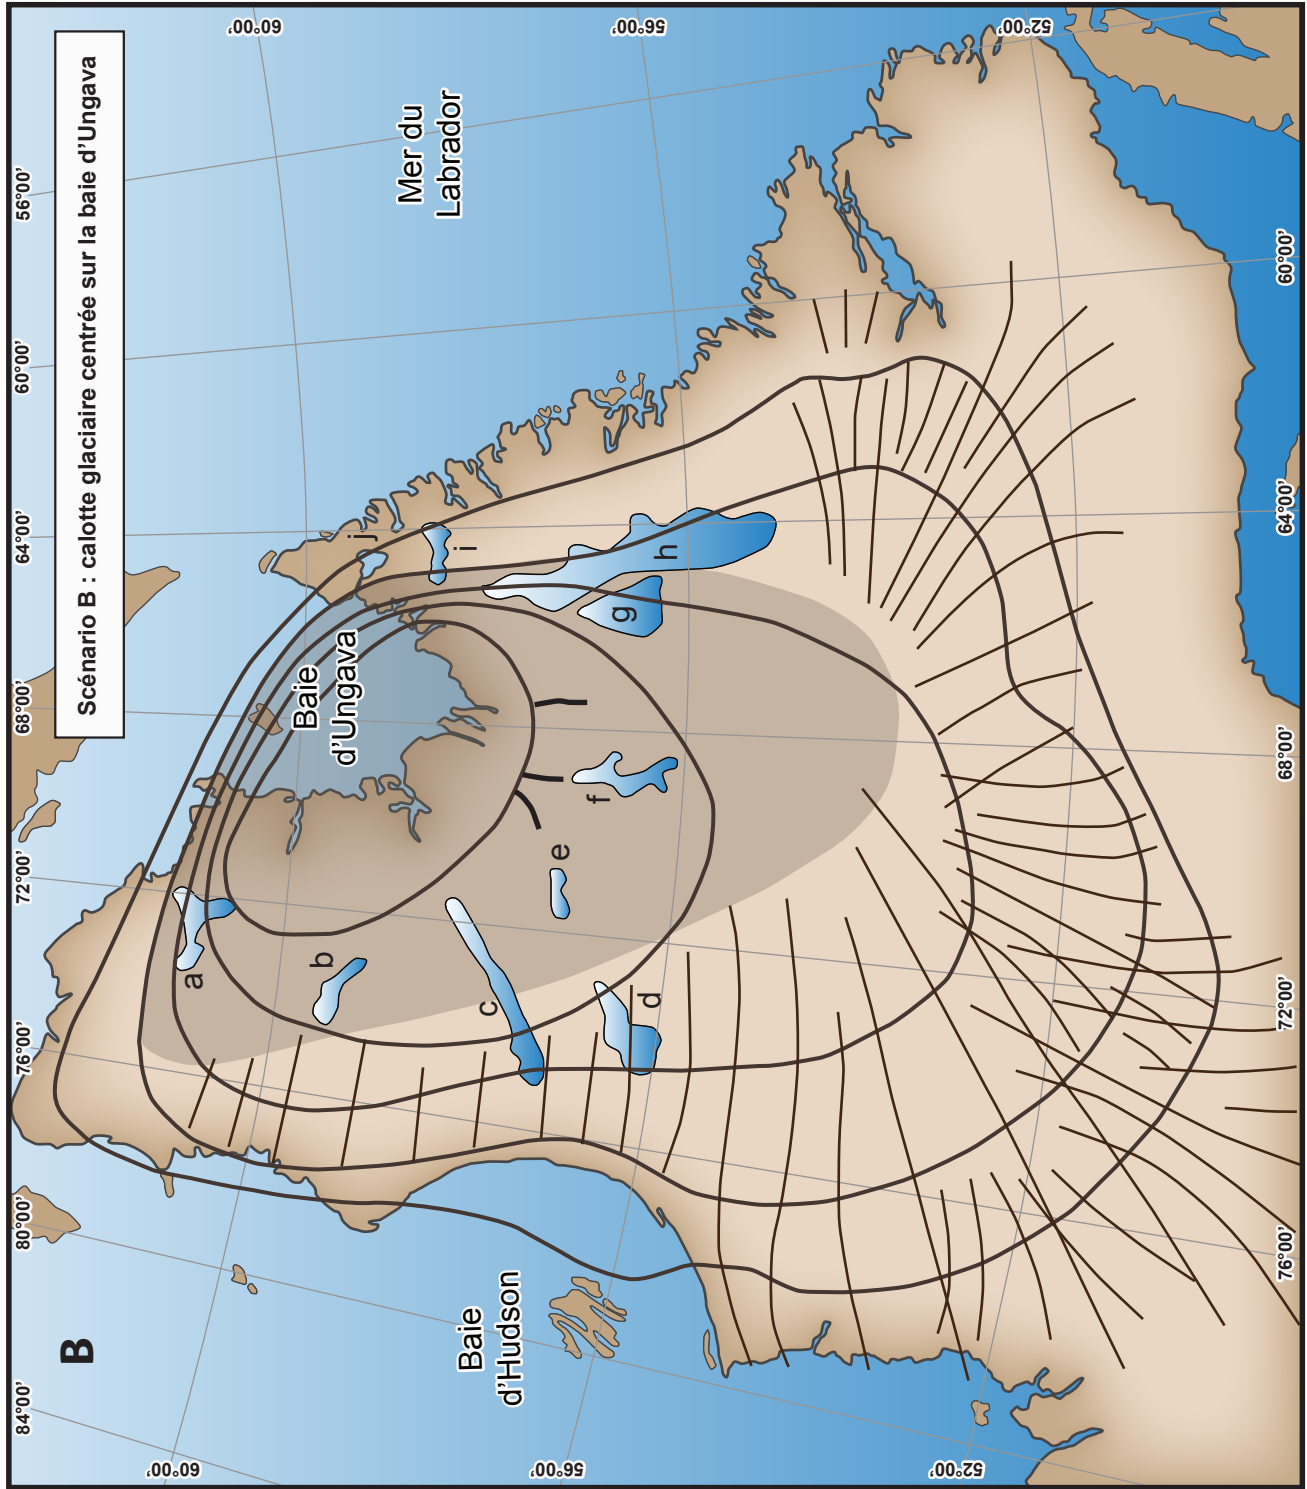 84°00'
80°00'
76°00'
72°00'
68°00'
64°00'
60°00'
56°00'
B
Scénario B : calotte glaciaire centrée sur la baie d'Ungava
60°00'
60°00'
a
Baie
d'Ungava
b
j
Mer du
Labrador
i
Baie
d'Hudson
c
e
56°00'
56°00'
f
g
d
h
52°00'
52°00'
76°00'
72°00'
68°00'
64°00'
60°00'